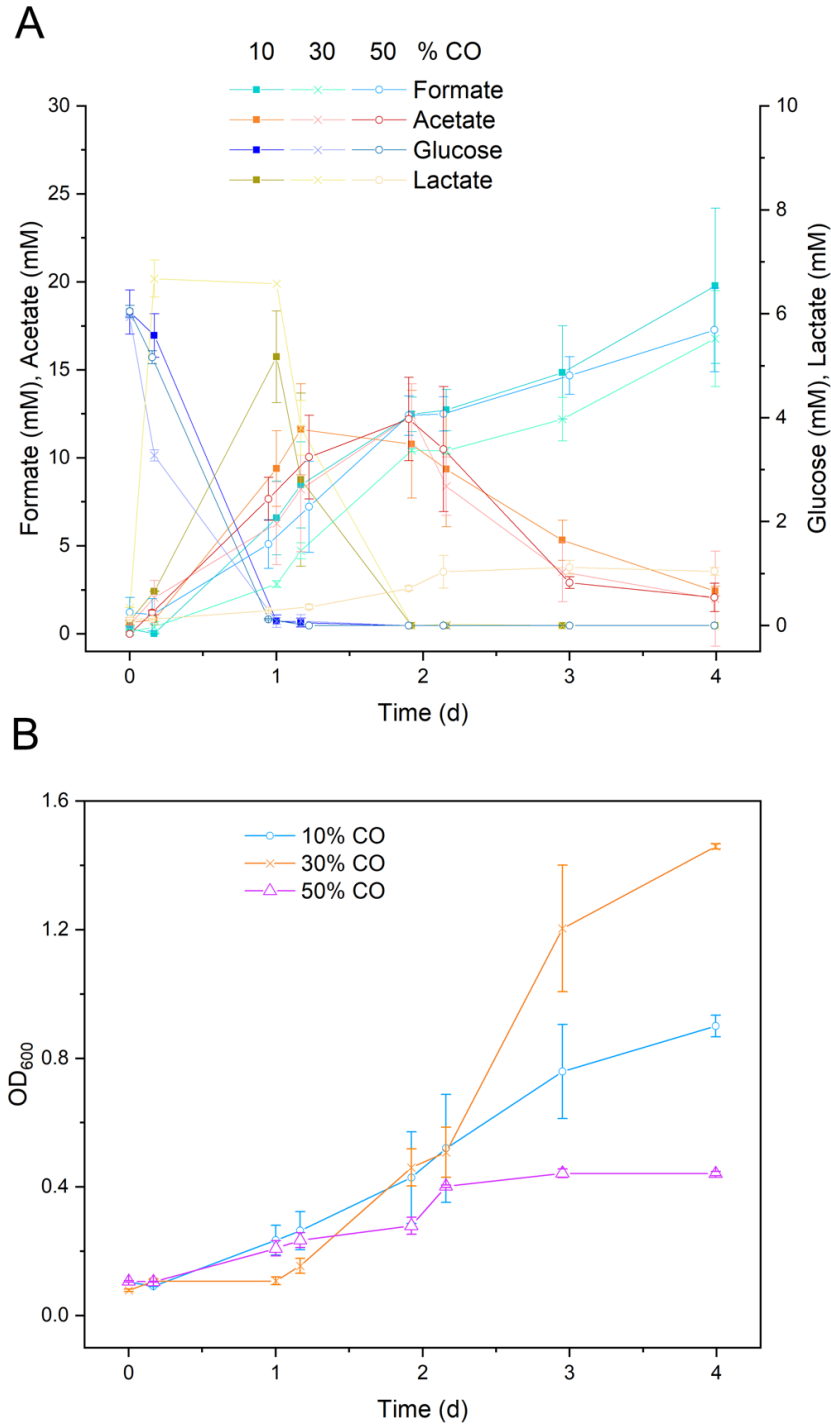 A
10 30 50 % CO
Formate
Acetate
Glucose
Lactate
30
25
20
15
10
5
0
Formate (mM), Acetate (mM)
10
8
6
4
2
0
Glucose (mM), Lactate (mM)
0 1 2 3 4
Time (d)
B
10% CO
30% CO
50% CO
1.6
1.2
0.8
0.4
0.0
OD600
0 1 2 3 4
Time (d)